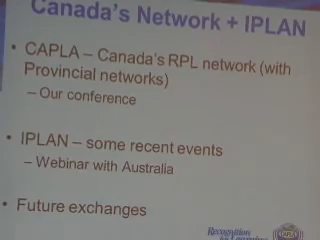 Canada's Network + IPLAN
• CAPLA – Canada's RPL network (with
Provincial networks)
– Our conference
• IPLAN – some recent events
– Webinar with Australia
• Future exchanges
Recognition
CAPLA